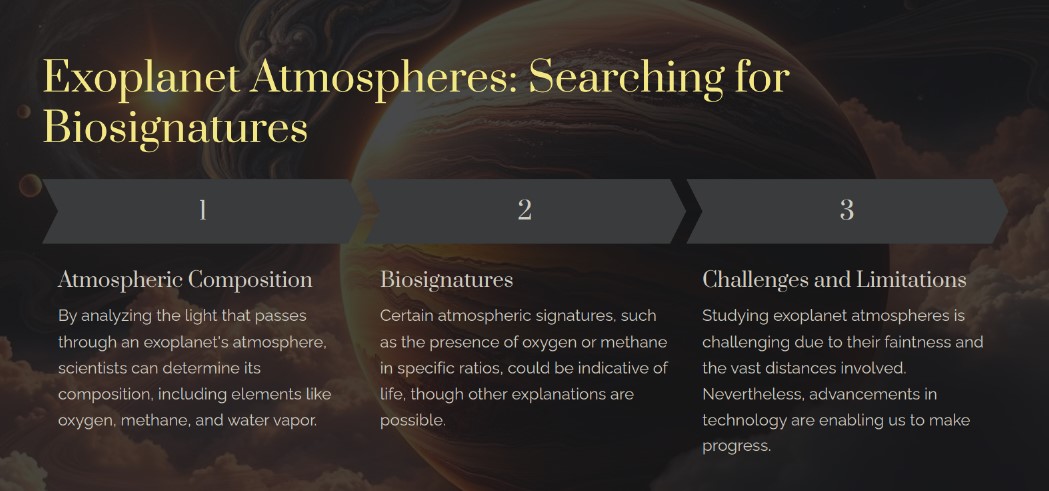 Exoplanet Atmospheres: Searching for
Biosignatures
1
2
3
Atmospheric Composition
By analyzing the light that passes
through an exoplanet's atmosphere,
scientists can determine its
composition, including elements like
oxygen, methane, and water vapor.
Biosignatures
Certain atmospheric signatures, such
as the presence of oxygen or methane
in specific ratios, could be indicative of
life, though other explanations are
possible.
Challenges and Limitations
Studying exoplanet atmospheres is
challenging due to their faintness and
the vast distances involved.
Nevertheless, advancements in
technology are enabling us to make
progress.